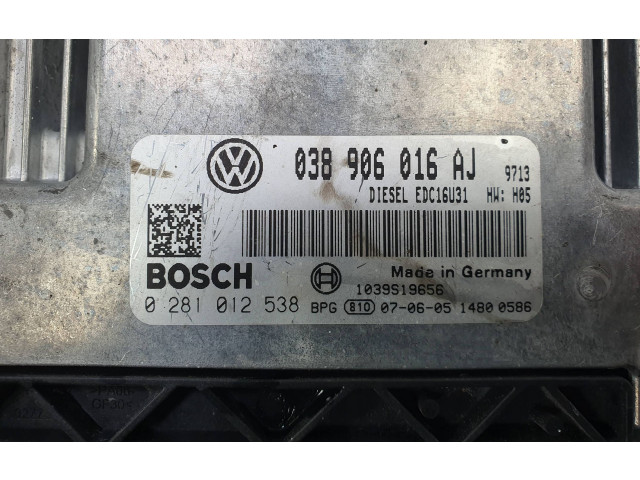 038 906 016 AJ 9713
DIESEL EDC16U31 HW: H05
BOSCH
Made in Germany
1039S19656
0 281 012 538 BPG 810 07-06-05 1480 0586